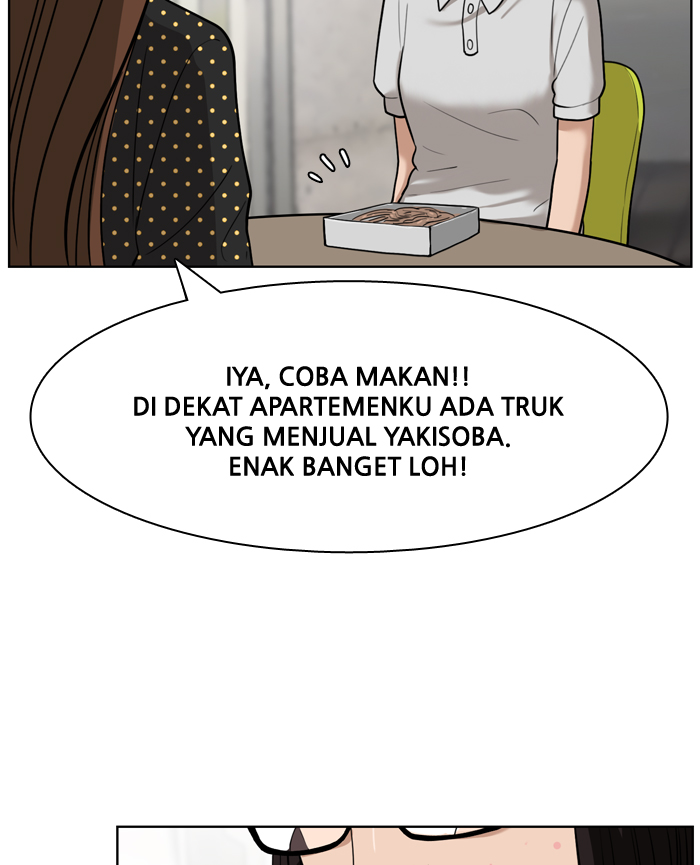 IYA, COBA MAKAN!!
DI DEKAT APARTEMENKU ADA TRUK
YANG MENJUAL YAKISOBA.
ENAK BANGET LOH!